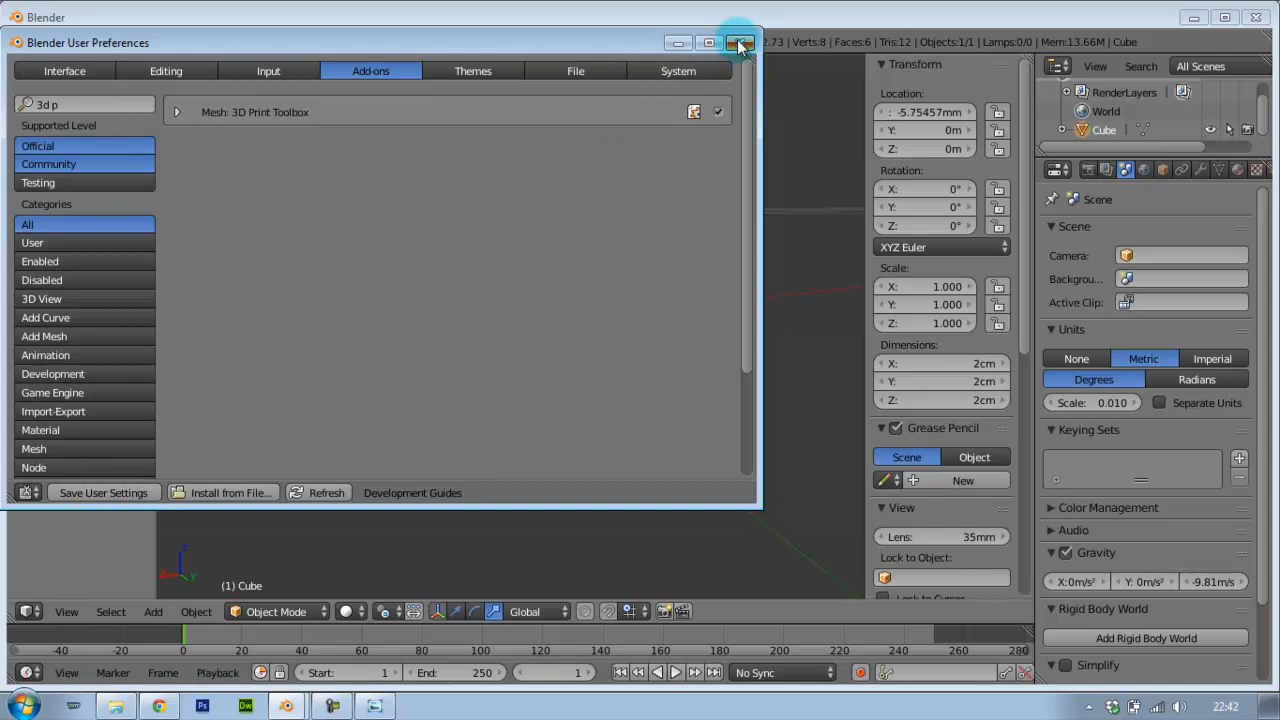 Blender
Blender User Preferences
2.73 | Verts:8 | Faces:6 | Tris:12 | Objects:1/1 | Lamps:0/0 | Mem:13.66M | Cube
Interface
Editing
Input
Add-ons
Themes
File
System
3d p
Mesh: 3D Print Toolbox
Supported Level
Official
Community
Testing
Categories
All
User
Enabled
Disabled
3D View
Add Curve
Add Mesh
Animation
Development
Game Engine
Import-Export
Material
Mesh
Node
Save User Settings
Install from File...
Refresh
Development Guides
Transform
Location:
: -5.75457mm
Y: 0m
Z: 0m
Rotation:
X: 0°
Y: 0°
Z: 0°
XYZ Euler
Scale:
X: 1.000
Y: 1.000
Z: 1.000
Dimensions:
X: 2cm
Y: 2cm
Z: 2cm
Grease Pencil
Scene
Object
New
View
Lens: 35mm
Lock to Object:
Lock to Cursor
View
Search
All Scenes
RenderLayers
World
Cube
Scene
Scene
Camera:
Backgrou...
Active Clip:
Units
None
Metric
Imperial
Degrees
Radians
Scale: 0.010
Separate Units
Keying Sets
Color Management
Audio
Gravity
X:0m/s²
Y: 0m/s²
-9.81m/s²
Rigid Body World
Add Rigid Body World
Simplify
z
x
y
(1) Cube
View
Select
Add
Object
Object Mode
Global
-40 -20 0 20 40 60 80 100 120 140 160 180 200 220 240 260 280
View
Marker
Frame
Playback
Start: 1
End: 250
1
No Sync
Ps
Dw
22:42